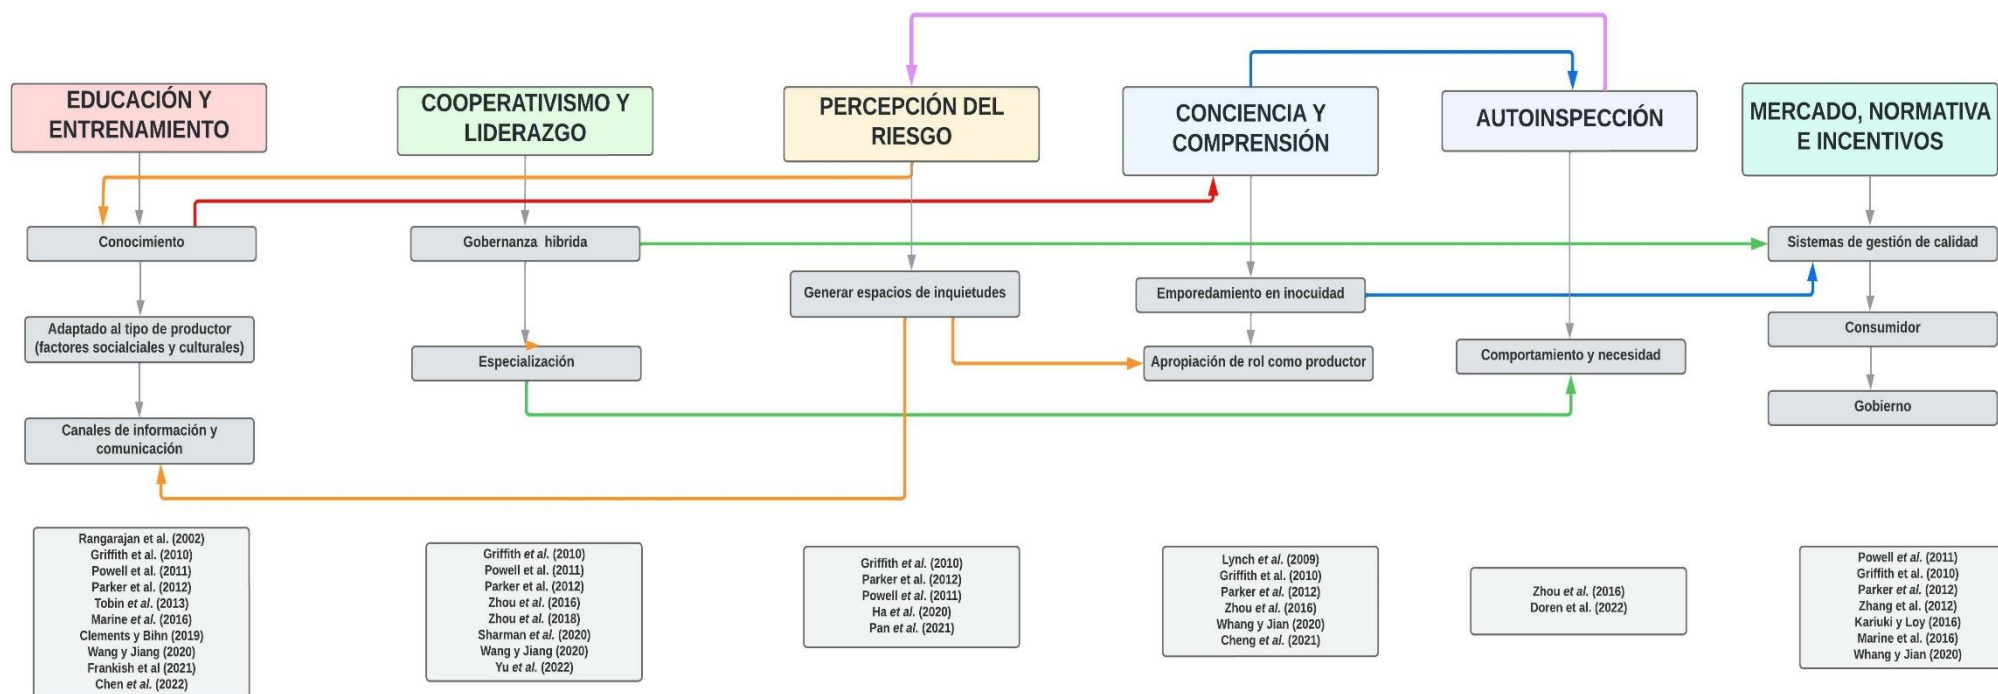 EDUCACIÓN Y
ENTRENAMIENTO
COOPERATIVISMO Y
LIDERAZGO
PERCEPCIÓN DEL
RIESGO
CONCIENCIA Y
COMPRENSIÓN
AUTOINSPECCIÓN
MERCADO, NORMATIVA
E INCENTIVOS
Conocimiento
Adaptado al tipo de productor
(factores socialciales y culturales)
Canales de información y
comunicación
Gobernanza hibrida
Especialización
Generar espacios de inquietudes
Emporedamiento en inocuidad
Apropiación de rol como productor
Comportamiento y necesidad
Sistemas de gestión de calidad
Consumidor
Gobierno
Rangarajan et al. (2002)
Griffith et al. (2010)
Powell et al. (2011)
Parker et al. (2012)
Tobin et al. (2013)
Marine et al. (2016)
Clements y Bihn (2019)
Wang y Jiang (2020)
Frankish et al (2021)
Chen et al. (2022)
Griffith et al. (2010)
Powell et al. (2011)
Parker et al. (2012)
Zhou et al. (2016)
Zhou et al. (2018)
Sharman et al. (2020)
Wang y Jiang (2020)
Yu et al. (2022)
Griffith et al. (2010)
Parker et al. (2012)
Powell et al. (2011)
Ha et al. (2020)
Pan et al. (2021)
Lynch et al. (2009)
Griffith et al. (2010)
Parker et al. (2012)
Zhou et al. (2016)
Whang y Jian (2020)
Cheng et al. (2021)
Zhou et al. (2016)
Doren et al. (2022)
Powell et al. (2011)
Griffith et al. (2010)
Parker et al. (2012)
Zhang et al. (2012)
Kariuki y Loy (2016)
Marine et al. (2016)
Whang y Jian (2020)